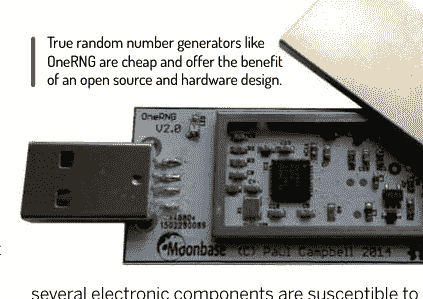 True random number generators like
OneRNG are cheap and offer the benefit
of an open source and hardware design.
OneRNG
V2.0
Moonbase (C) Paul Campbell 2014
several electronic components are susceptible to